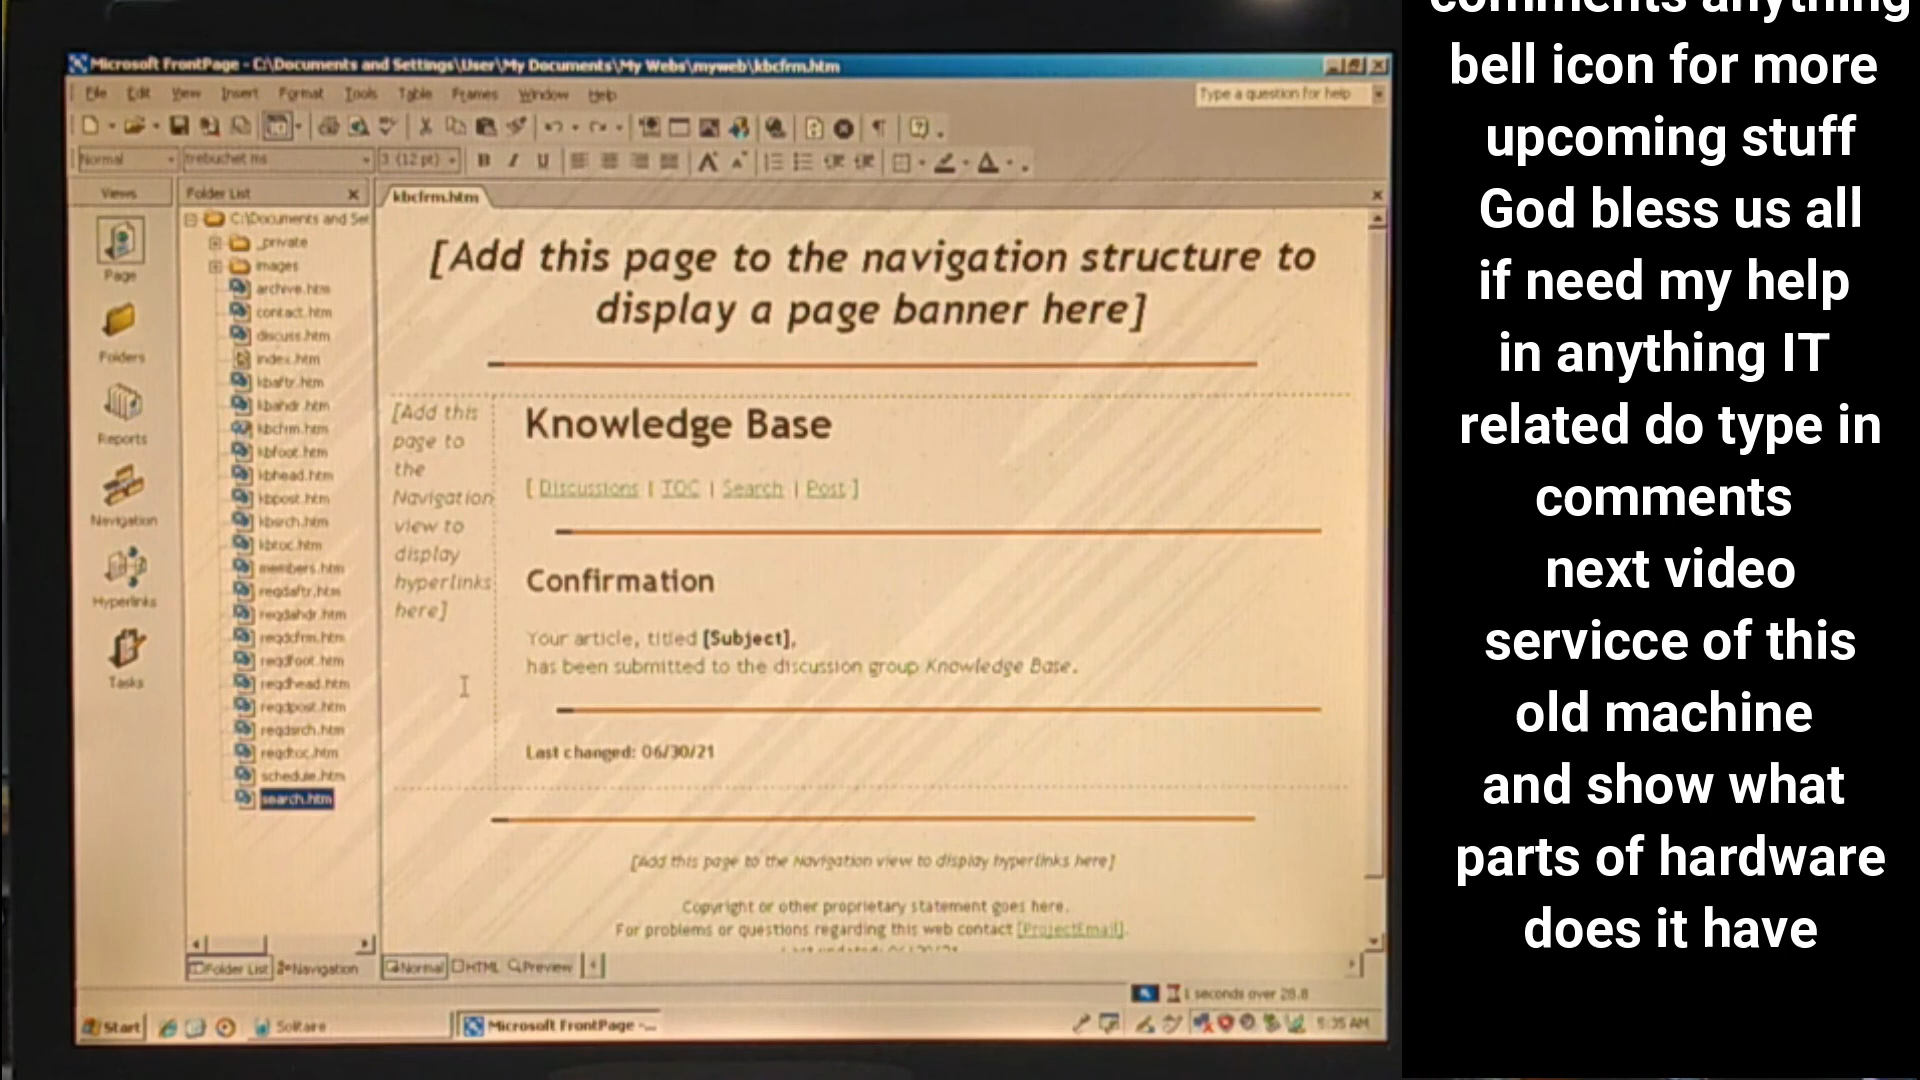 Microsoft FrontPage - C:\Documents and Settings\User\My Documents\My Webs\myweb\kbcfrm.htm
File Edit View Insert Format Tools Table Frames Window Help
Type a question for help
Normal
trebuchet ms
3 (12 pt)
B I U
Views
Folder List
kbcfrm.htm
Page
Folders
Reports
Navigation
Hyperlinks
Tasks
C:\Documents and Set
_private
images
archive.htm
contact.htm
discuss.htm
index.htm
kbaftr.htm
kbahdr.htm
kbcfrm.htm
kbfoot.htm
kbhead.htm
kbpost.htm
kbsrch.htm
kbtoc.htm
members.htm
reqdaftr.htm
reqdahdr.htm
reqdcfrm.htm
reqdfoot.htm
reqdhead.htm
reqdpost.htm
reqdsrch.htm
reqdtoc.htm
schedule.htm
search.htm
Folder List Navigation
[Add this page to the navigation structure to
display a page banner here]
[Add this
page to
the
Navigation
view to
display
hyperlinks
here]
Knowledge Base
[ Discussions | TOC | Search | Post ]
Confirmation
Your article, titled [Subject],
has been submitted to the discussion group Knowledge Base.
Last changed: 06/30/21
[Add this page to the Navigation view to display hyperlinks here]
Copyright or other proprietary statement goes here.
For problems or questions regarding this web contact [ProjectEmail].
Normal HTML Preview
1 seconds over 28.8
Start
Solitaire
Microsoft FrontPage -...
5:35 AM
comments anything
bell icon for more
upcoming stuff
God bless us all
if need my help
in anything IT
related do type in
comments
next video
servicce of this
old machine
and show what
parts of hardware
does it have